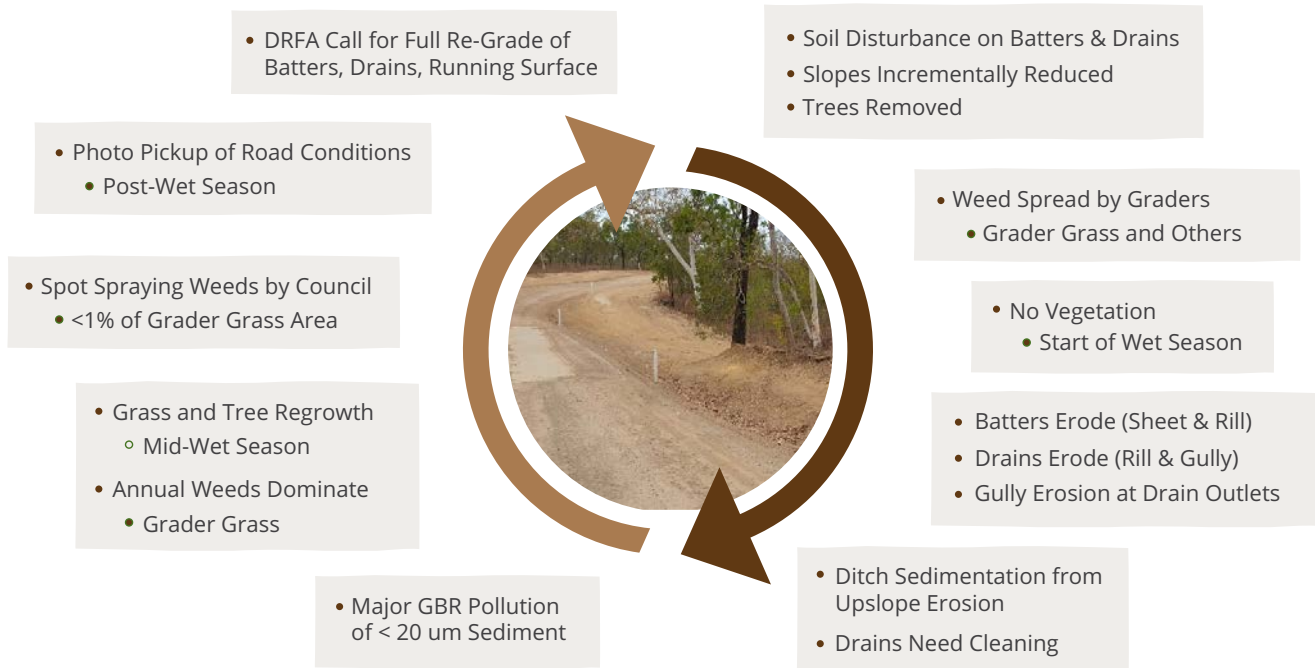 DRFA Call for Full Re-Grade of
Batters, Drains, Running Surface
Soil Disturbance on Batters & Drains
Slopes Incrementally Reduced
Trees Removed
Weed Spread by Graders
Grader Grass and Others
No Vegetation
Start of Wet Season
Batters Erode (Sheet & Rill)
Drains Erode (Rill & Gully)
Gully Erosion at Drain Outlets
Ditch Sedimentation from
Upslope Erosion
Drains Need Cleaning
Major GBR Pollution
of < 20 um Sediment
Grass and Tree Regrowth
Mid-Wet Season
Annual Weeds Dominate
Grader Grass
Spot Spraying Weeds by Council
<1% of Grader Grass Area
Photo Pickup of Road Conditions
Post-Wet Season